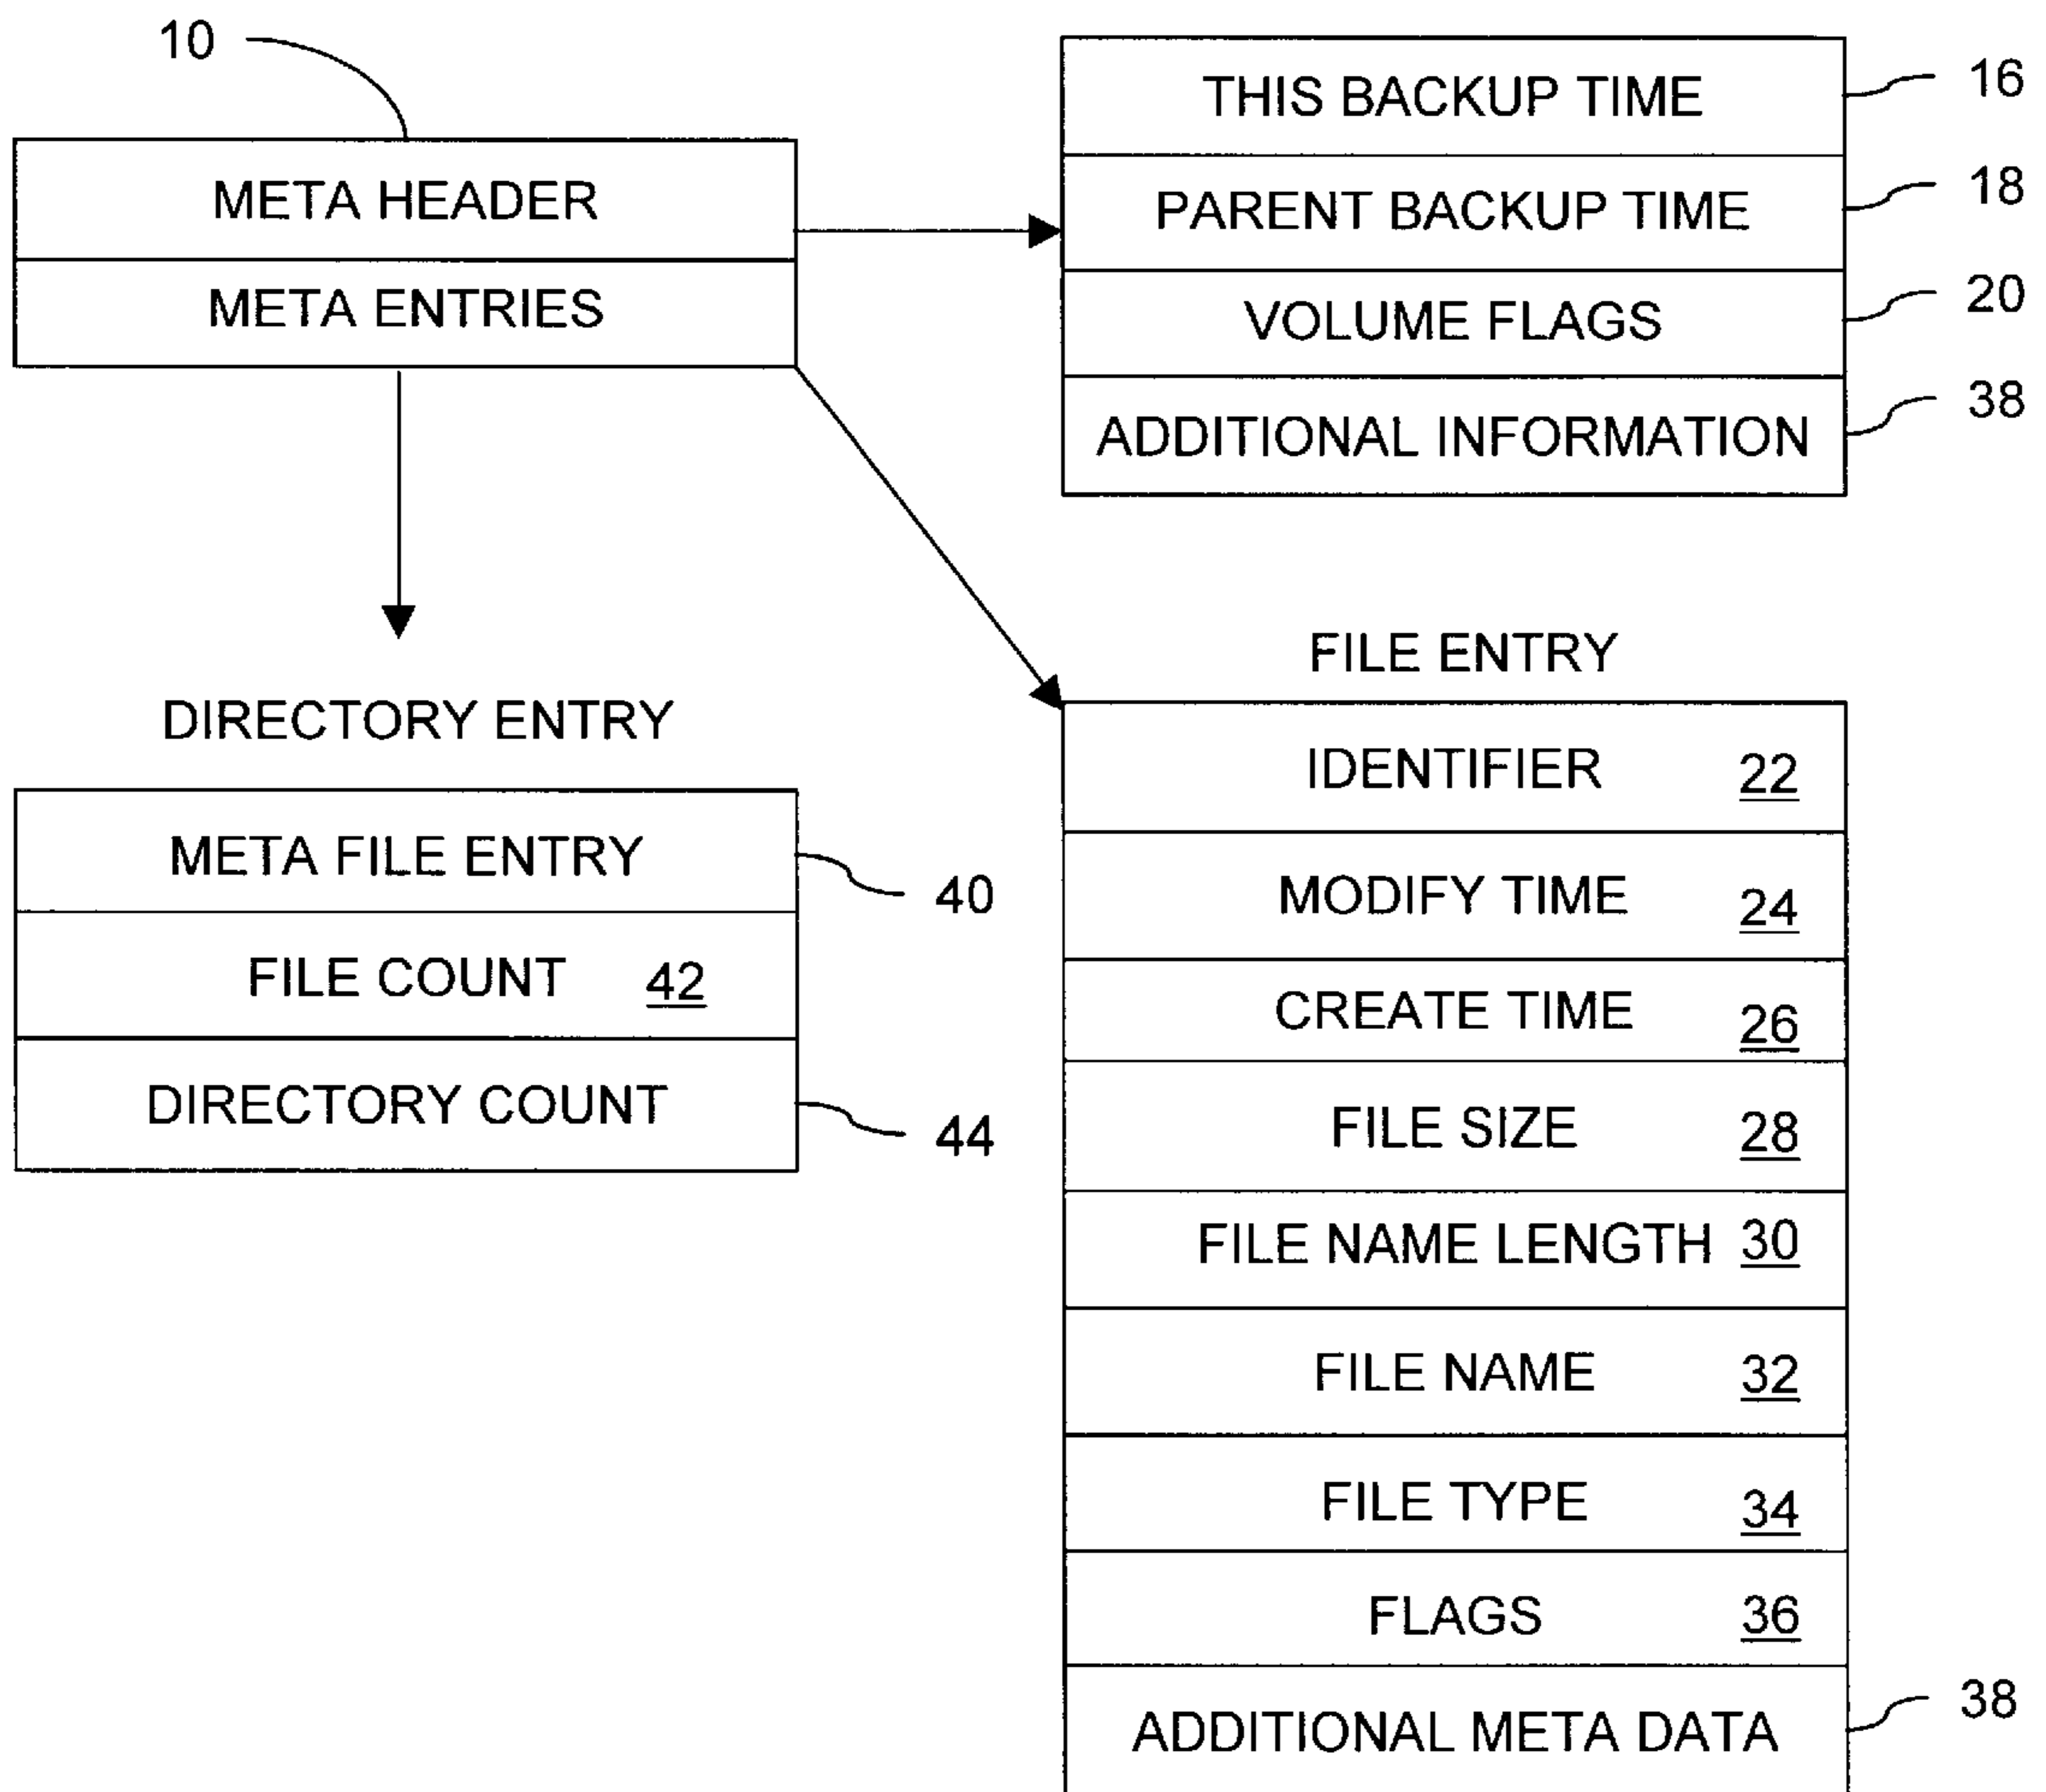 10
META HEADER
META ENTRIES
THIS BACKUP TIME 16
PARENT BACKUP TIME 18
VOLUME FLAGS 20
ADDITIONAL INFORMATION 38
DIRECTORY ENTRY
META FILE ENTRY 40
FILE COUNT 42
DIRECTORY COUNT 44
FILE ENTRY
IDENTIFIER 22
MODIFY TIME 24
CREATE TIME 26
FILE SIZE 28
FILE NAME LENGTH 30
FILE NAME 32
FILE TYPE 34
FLAGS 36
ADDITIONAL META DATA 38